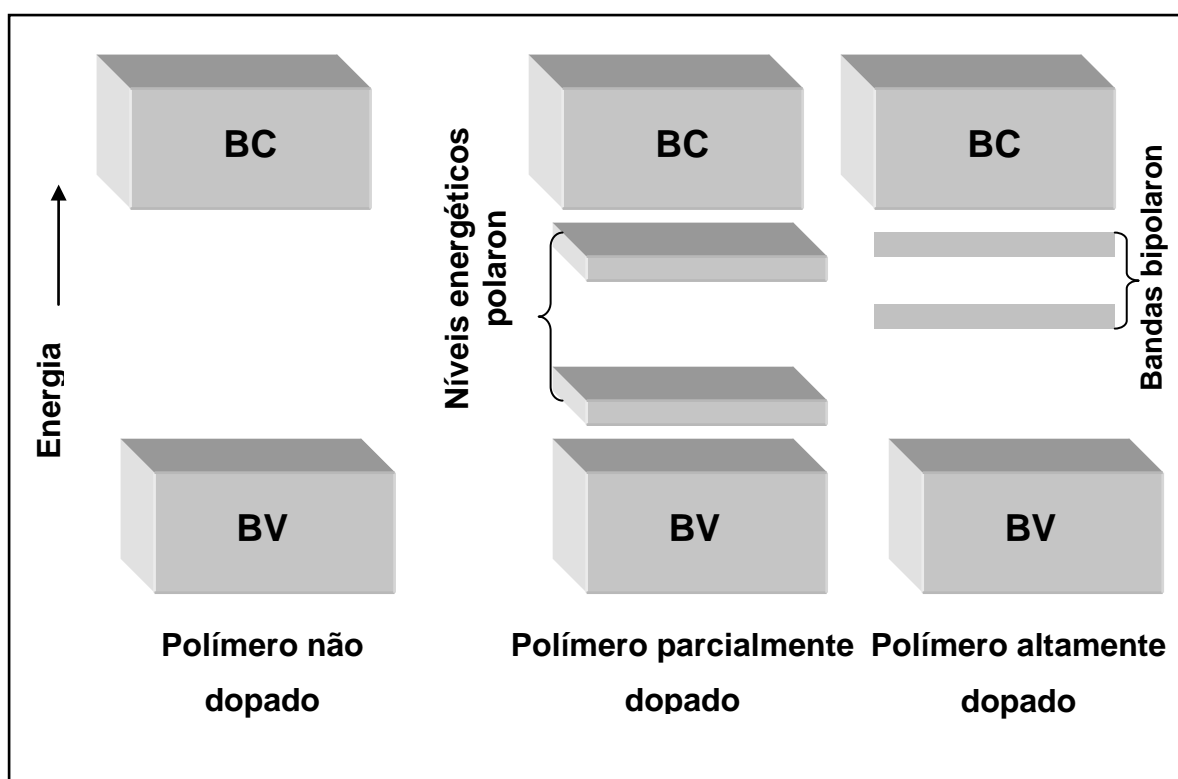 BC
BC
BC
Energia
Níveis energéticos
polaron
Bandas bipolaron
BV
BV
BV
Polímero não
dopado
Polímero parcialmente
dopado
Polímero altamente
dopado